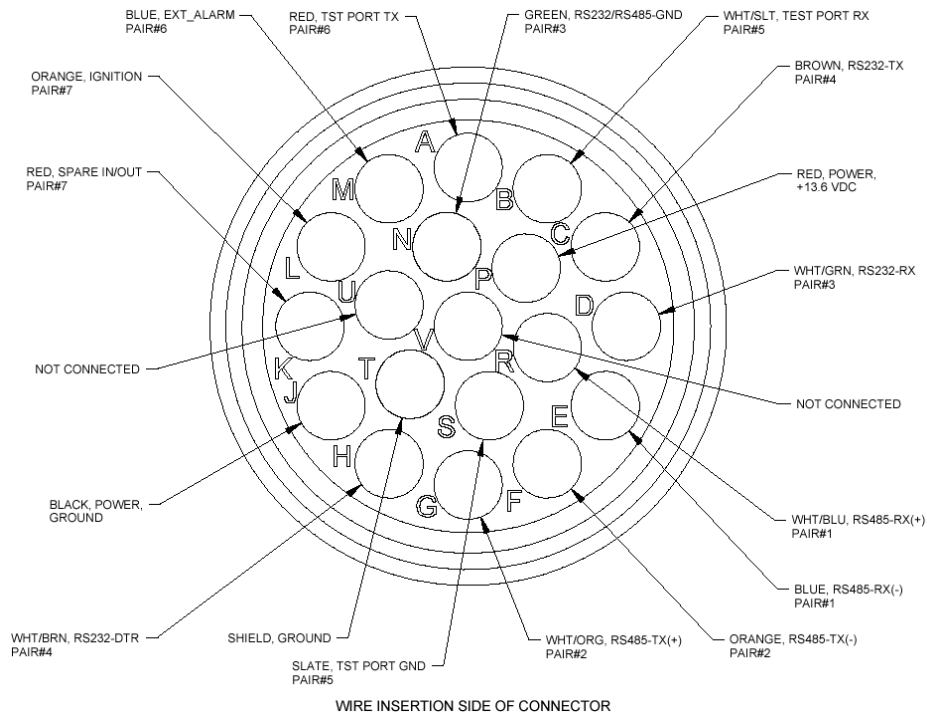 BLUE, EXT_ALARM
PAIR#6
RED, TST PORT TX
PAIR#6
GREEN, RS232/RS485-GND
PAIR#3
WHT/SLT, TEST PORT RX
PAIR#5
ORANGE, IGNITION
PAIR#7
BROWN, RS232-TX
PAIR#4
RED, SPARE IN/OUT
PAIR#7
RED, POWER,
+13.6 VDC
WHT/GRN, RS232-RX
PAIR#3
A
M
B
N
C
L
U
P
D
V
K
T
R
J
S
E
H
G
F
NOT CONNECTED
NOT CONNECTED
BLACK, POWER,
GROUND
WHT/BLU, RS485-RX(+)
PAIR#1
BLUE, RS485-RX(-)
PAIR#1
WHT/BRN, RS232-DTR
PAIR#4
SHIELD, GROUND
SLATE, TST PORT GND
PAIR#5
WHT/ORG, RS485-TX(+)
PAIR#2
ORANGE, RS485-TX(-)
PAIR#2
WIRE INSERTION SIDE OF CONNECTOR